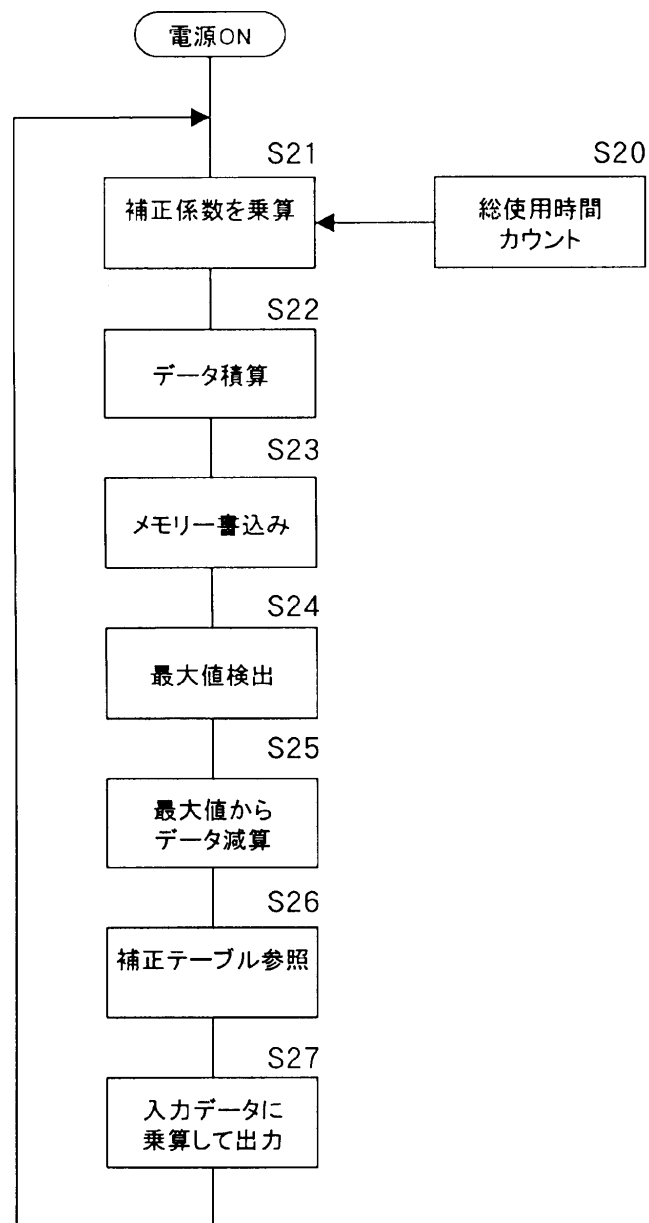 電源ON
S21
補正係数を乗算
S20
総使用時間
カウント
S22
データ積算
S23
メモリー書込み
S24
最大値検出
S25
最大値から
データ減算
S26
補正テーブル参照
S27
入力データに
乗算して出力